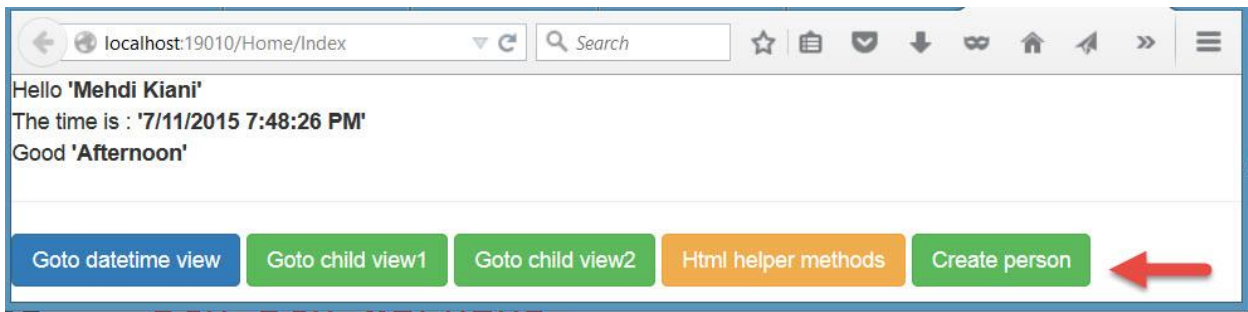 localhost:19010/Home/Index Search
Hello 'Mehdi Kiani'
The time is : '7/11/2015 7:48:26 PM'
Good 'Afternoon'
Goto datetime view Goto child view1 Goto child view2 Html helper methods Create person